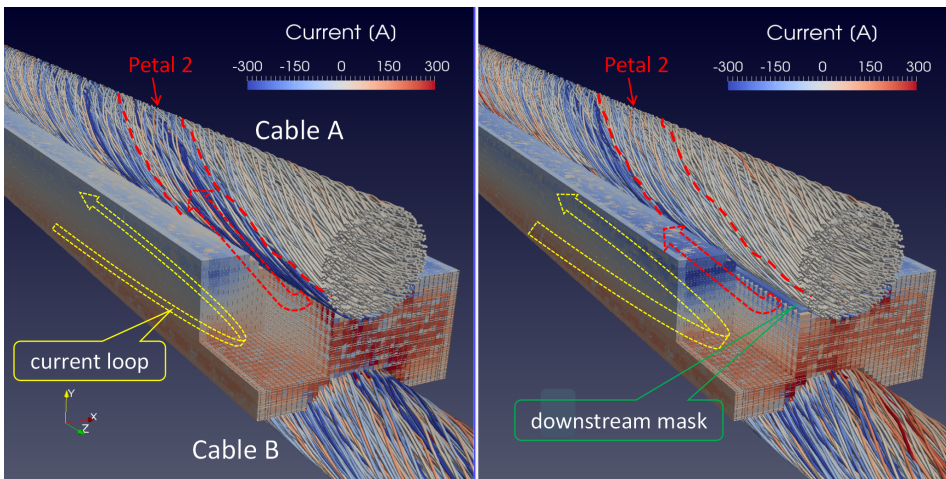 Current (A)
-300 -150 0 150 300
Petal 2
Cable A
current loop
Y
X
Z
Cable B
Current (A)
-300 -150 0 150 300
Petal 2
downstream mask